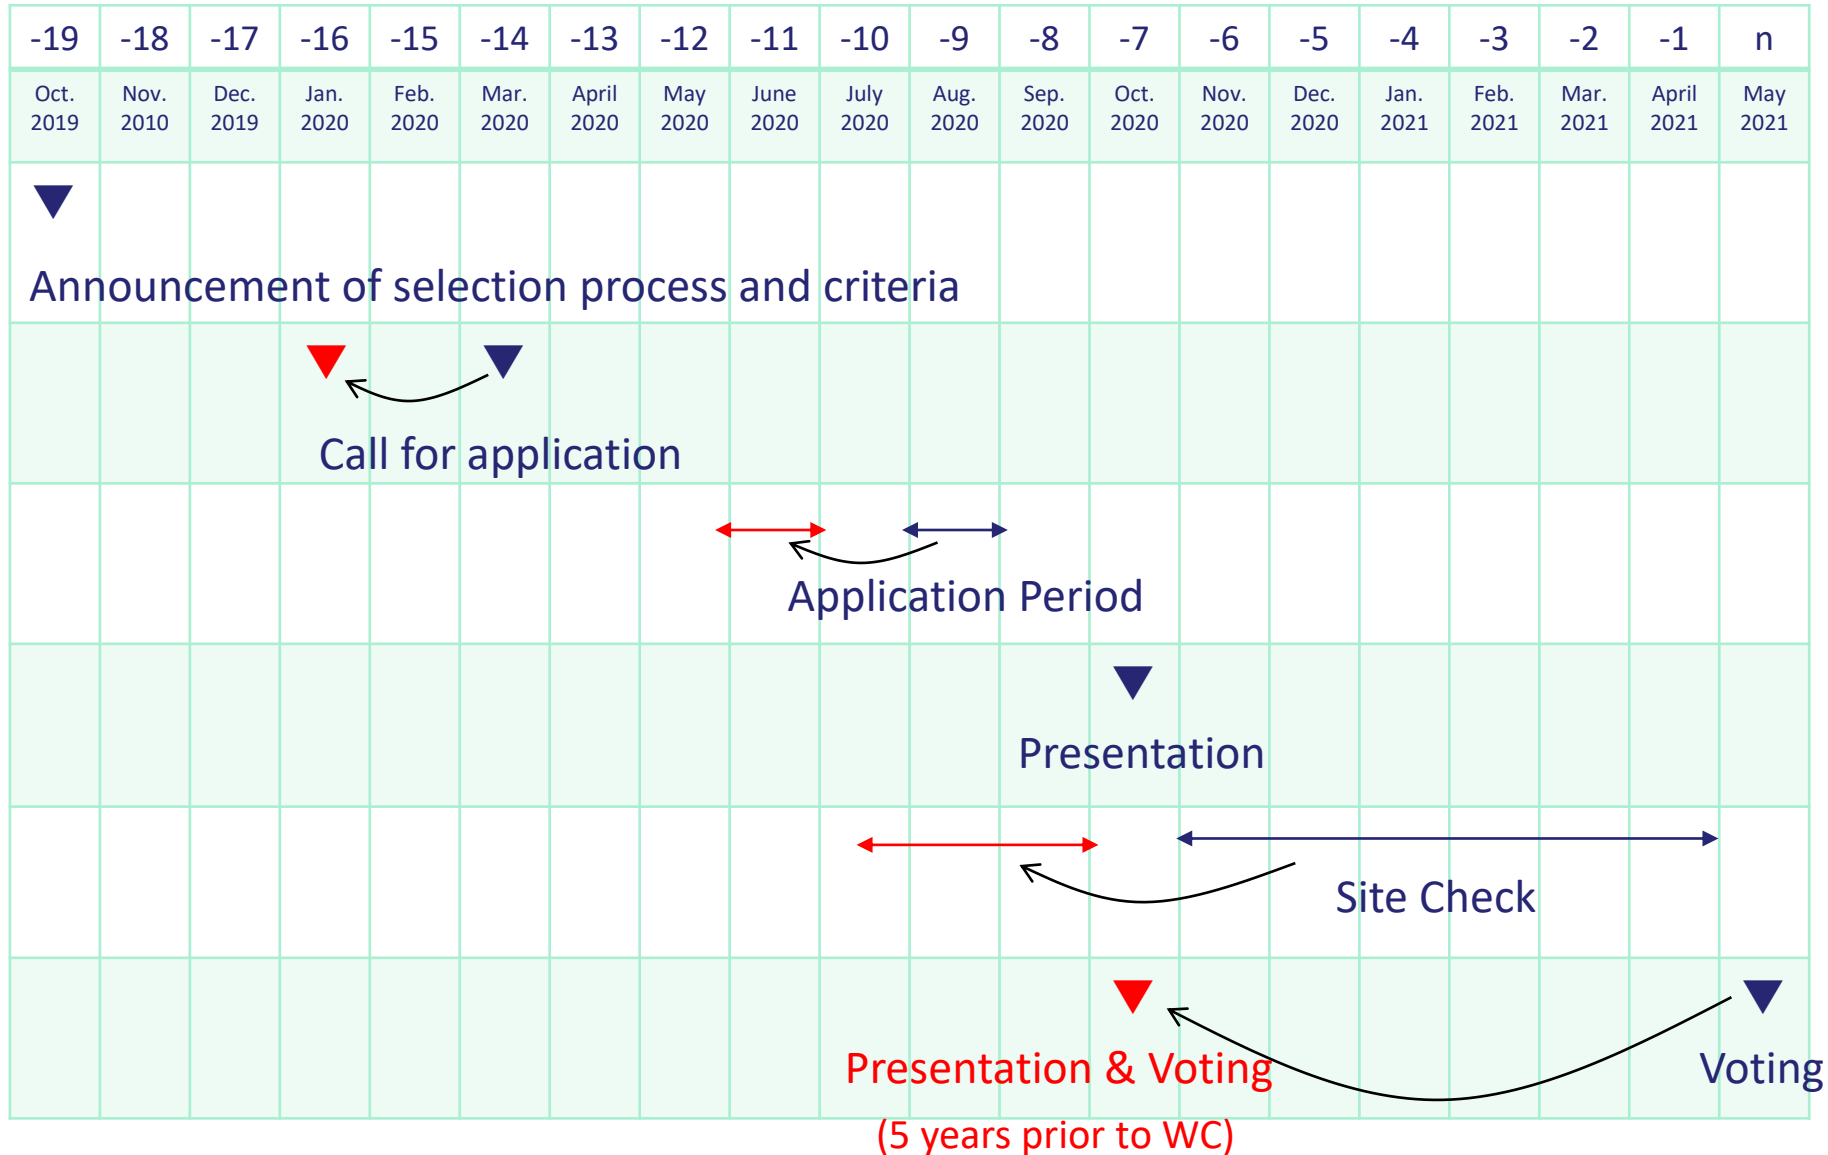 -19 -18 -17 -16 -15 -14 -13 -12 -11 -10 -9 -8 -7 -6 -5 -4 -3 -2 -1 n
Oct. Nov. Dec. Jan. Feb. Mar. April May June July Aug. Sep. Oct. Nov. Dec. Jan. Feb. Mar. April May
2019 2010 2019 2020 2020 2020 2020 2020 2020 2020 2020 2020 2020 2020 2020 2021 2021 2021 2021 2021
Announcement of selection process and criteria
Call for application
Application Period
Presentation
Site Check
Presentation & Voting Voting
(5 years prior to WC)